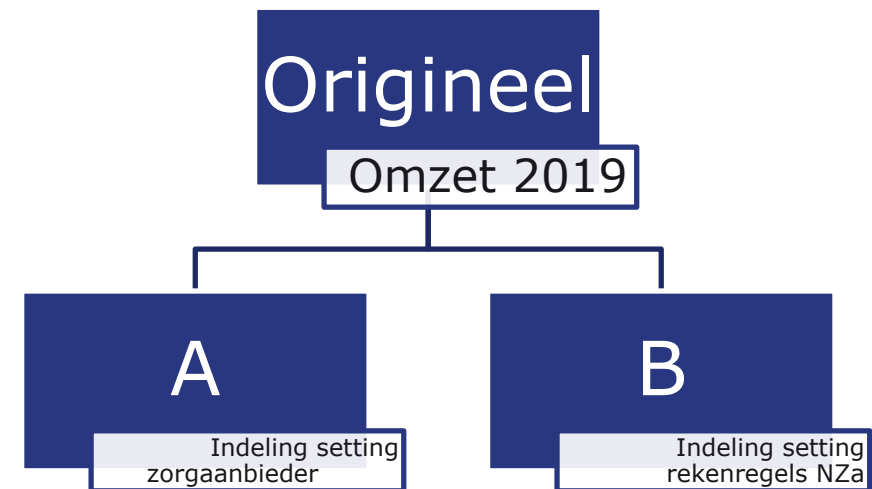 Origineel
Omzet 2019
A
Indeling setting
zorgaanbieder
B
Indeling setting
rekenregels NZa